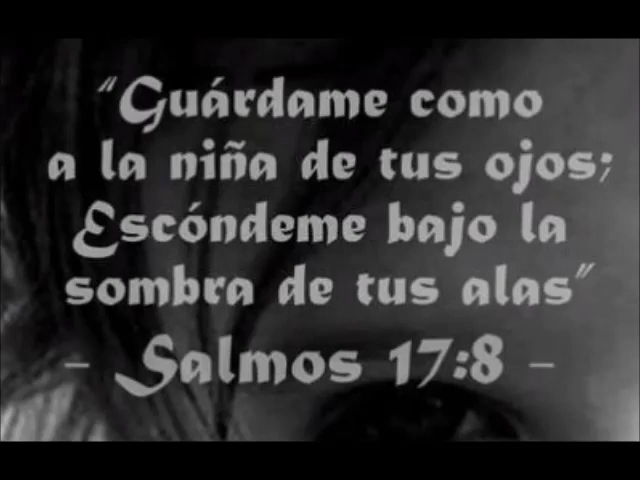 “Guárdame como
a la niña de tus ojos;
Escóndeme bajo la
sombra de tus alas”
- Salmos 17:8 -